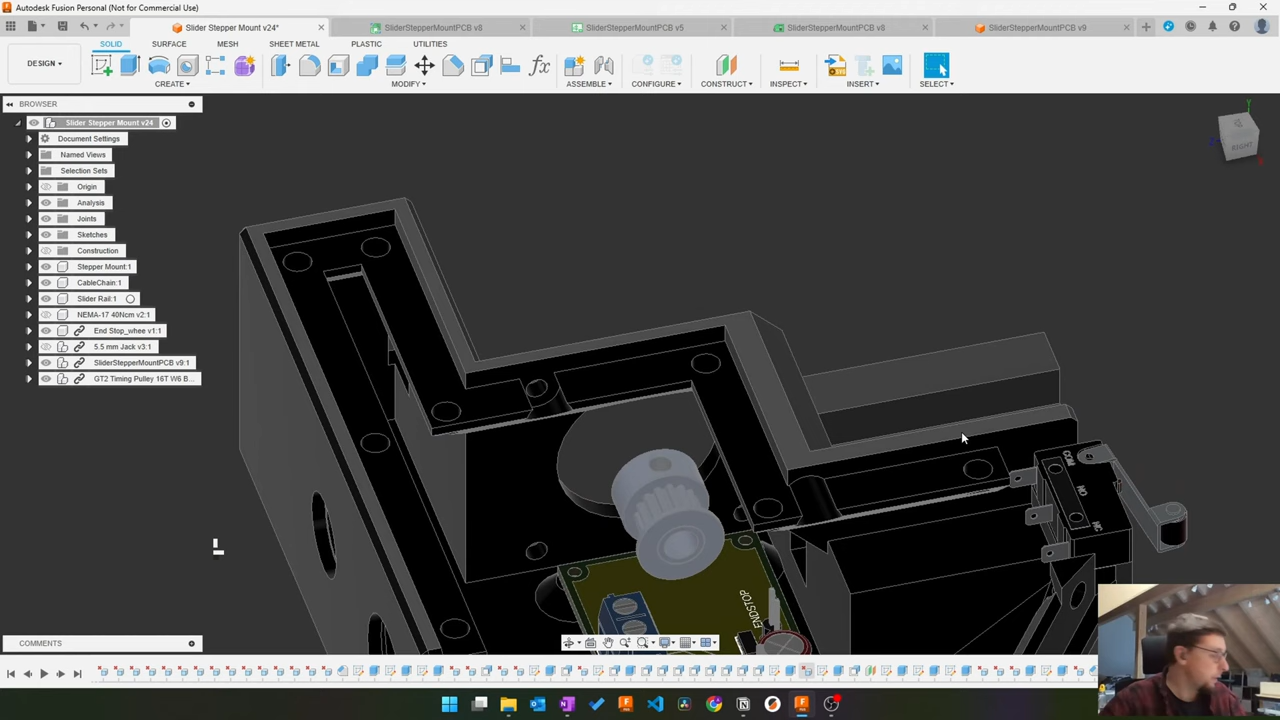 Autodesk Fusion Personal (Not for Commercial Use)
Slider Stepper Mount v24*
SliderStepperMountPCB v8
SliderStepperMountPCB v5
SliderStepperMountPCB v8
SliderStepperMountPCB v9
SOLID
SURFACE
MESH
SHEET METAL
PLASTIC
UTILITIES
DESIGN
CREATE
MODIFY
ASSEMBLE
CONFIGURE
CONSTRUCT
INSPECT
INSERT
SELECT
BROWSER
Slider Stepper Mount v24
Document Settings
Named Views
Selection Sets
Origin
Analysis
Joints
Sketches
Construction
Stepper Mount:1
CableChain:1
Slider Rail:1
NEMA-17 40Ncm v2:1
End Stop_whee v1:1
5.5 mm Jack v3:1
SliderStepperMountPCB v9:1
GT2 Timing Pulley 16T W6 B...
Y
RIGHT
COM
NO
NC
ENDSTOP
COMMENTS